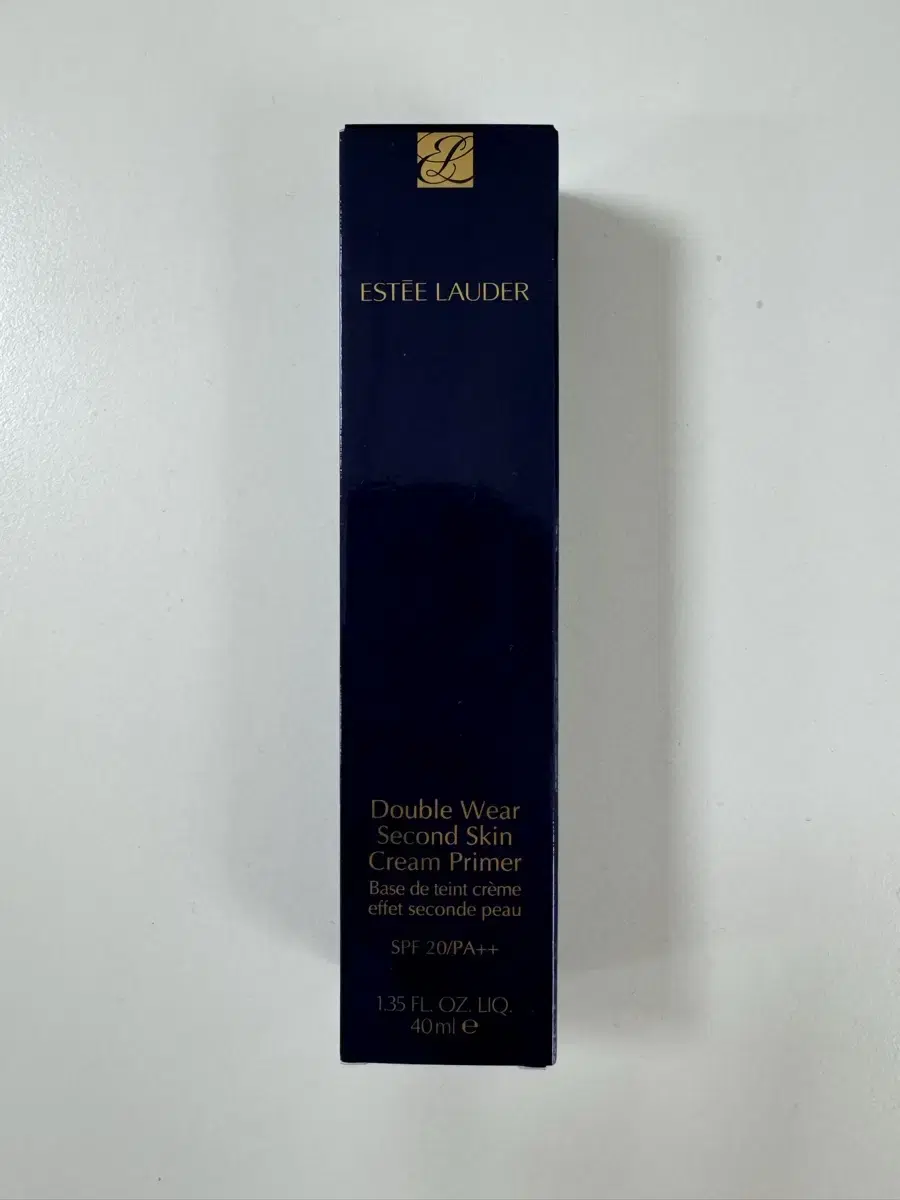 EL
ESTĒE LAUDER
Double Wear
Second Skin
Cream Primer
Base de teint crème
effet seconde peau
SPF 20/PA++
1.35 FL. OZ. LIQ.
40ml ℮